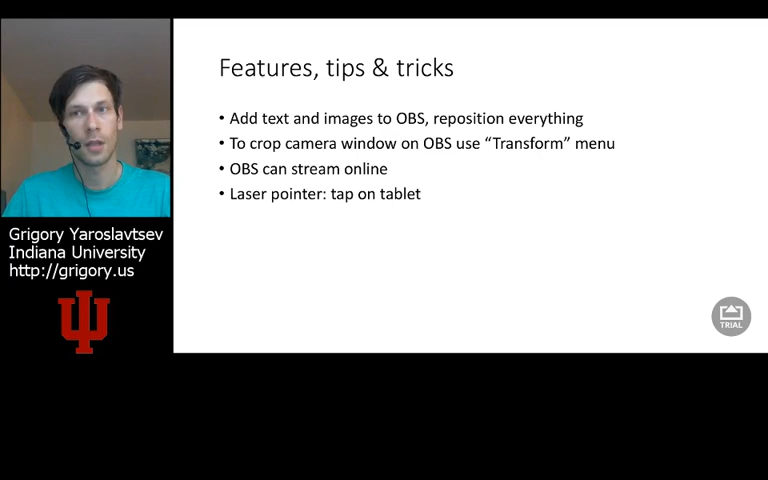 Features, tips & tricks
• Add text and images to OBS, reposition everything
• To crop camera window on OBS use “Transform” menu
• OBS can stream online
• Laser pointer: tap on tablet
Grigory Yaroslavtsev
Indiana University
http://grigory.us
TRIAL